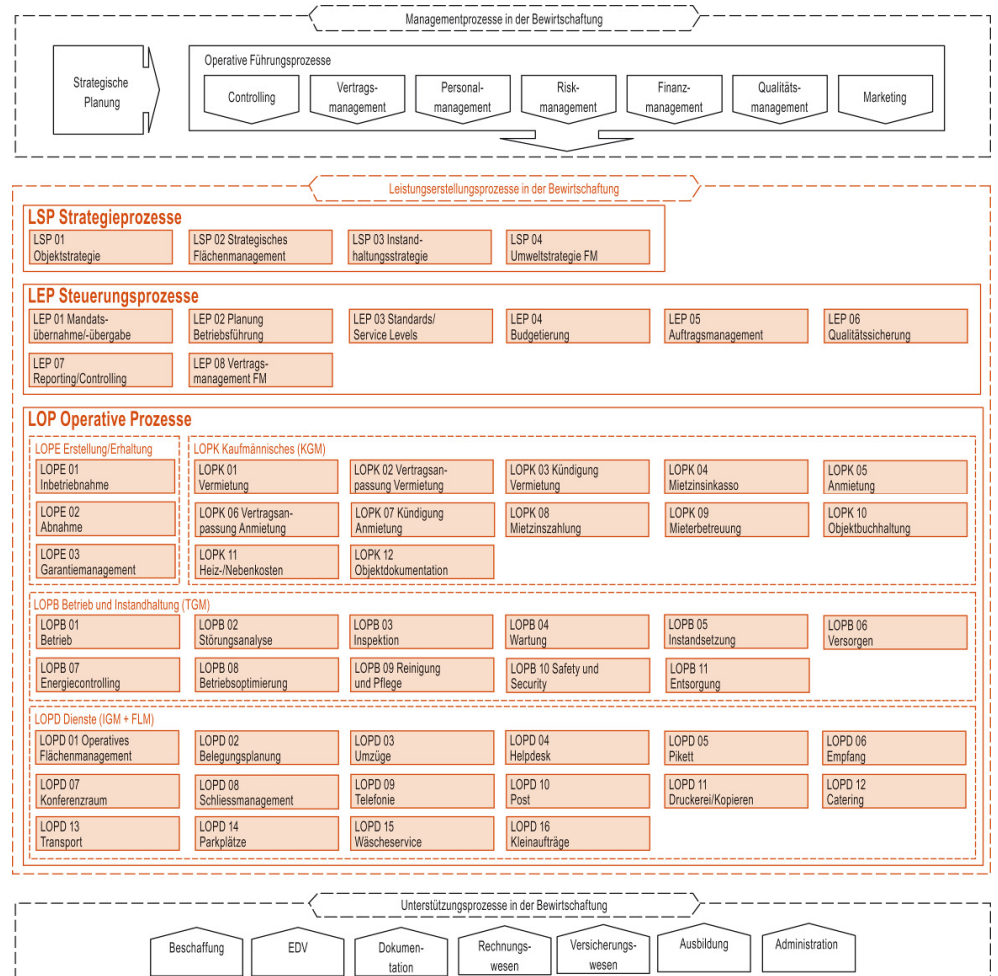 Managementprozesse in der Bewirtschaftung
Strategische
Planung
Operative Führungsprozesse
Controlling
Vertrags-
management
Personal-
management
Risk-
management
Finanz-
management
Qualitäts-
management
Marketing
Leistungserstellungsprozesse in der Bewirtschaftung
LSP Strategieprozesse
LSP 01
Objektstrategie
LSP 02 Strategisches
Flächenmanagement
LSP 03 Instand-
haltungsstrategie
LSP 04
Umweltstrategie FM
LEP Steuerungsprozesse
LEP 01 Mandats-
übernahme/-übergabe
LEP 02 Planung
Betriebsführung
LEP 03 Standards/
Service Levels
LEP 04
Budgetierung
LEP 05
Auftragsmanagement
LEP 06
Qualitätssicherung
LEP 07
Reporting/Controlling
LEP 08 Vertrags-
management FM
LOP Operative Prozesse
LOPE Erstellung/Erhaltung
LOPE 01
Inbetriebnahme
LOPE 02
Abnahme
LOPE 03
Garantiemanagement
LOPK Kaufmännisches (KGM)
LOPK 01
Vermietung
LOPK 02 Vertragsan-
passung Vermietung
LOPK 03 Kündigung
Vermietung
LOPK 04
Mietzinsinkasso
LOPK 05
Anmietung
LOPK 06 Vertragsan-
passung Anmietung
LOPK 07 Kündigung
Anmietung
LOPK 08
Mietzinszahlung
LOPK 09
Mieterbetreuung
LOPK 10
Objektbuchhaltung
LOPK 11
Heiz-/Nebenkosten
LOPK 12
Objektdokumentation
LOPB Betrieb und Instandhaltung (TGM)
LOPB 01
Betrieb
LOPB 02
Störungsanalyse
LOPB 03
Inspektion
LOPB 04
Wartung
LOPB 05
Instandsetzung
LOPB 06
Versorgen
LOPB 07
Energiecontrolling
LOPB 08
Betriebsoptimierung
LOPB 09 Reinigung
und Pflege
LOPB 10 Safety und
Security
LOPB 11
Entsorgung
LOPD Dienste (IGM + FLM)
LOPD 01 Operatives
Flächenmanagement
LOPD 02
Belegungsplanung
LOPD 03
Umzüge
LOPD 04
Helpdesk
LOPD 05
Pikett
LOPD 06
Empfang
LOPD 07
Konferenzraum
LOPD 08
Schliessmanagement
LOPD 09
Telefonie
LOPD 10
Post
LOPD 11
Druckerei/Kopieren
LOPD 12
Catering
LOPD 13
Transport
LOPD 14
Parkplätze
LOPD 15
Wäscheservice
LOPD 16
Kleinaufträge
Unterstützungsprozesse in der Bewirtschaftung
Beschaffung
EDV
Dokumen-
tation
Rechnungs-
wesen
Versicherungs-
wesen
Ausbildung
Administration